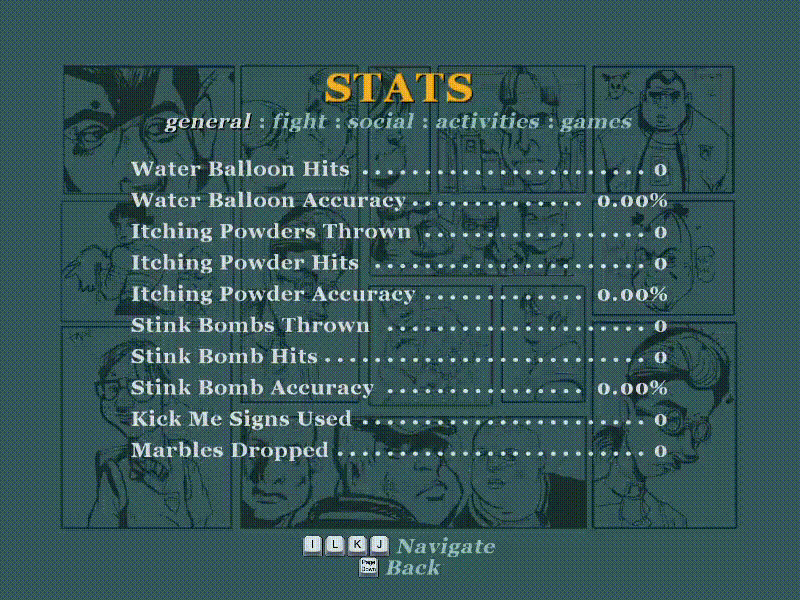 STATS
general : fight : social : activities : games
Water Balloon Hits ........................ 0
Water Balloon Accuracy .............. 0.00%
Itching Powders Thrown ................... 0
Itching Powder Hits ....................... 0
Itching Powder Accuracy ............. 0.00%
Stink Bombs Thrown ...................... 0
Stink Bomb Hits .......................... 0
Stink Bomb Accuracy ................ 0.00%
Kick Me Signs Used ........................ 0
Marbles Dropped .......................... 0
I L K J Navigate
Page Down Back